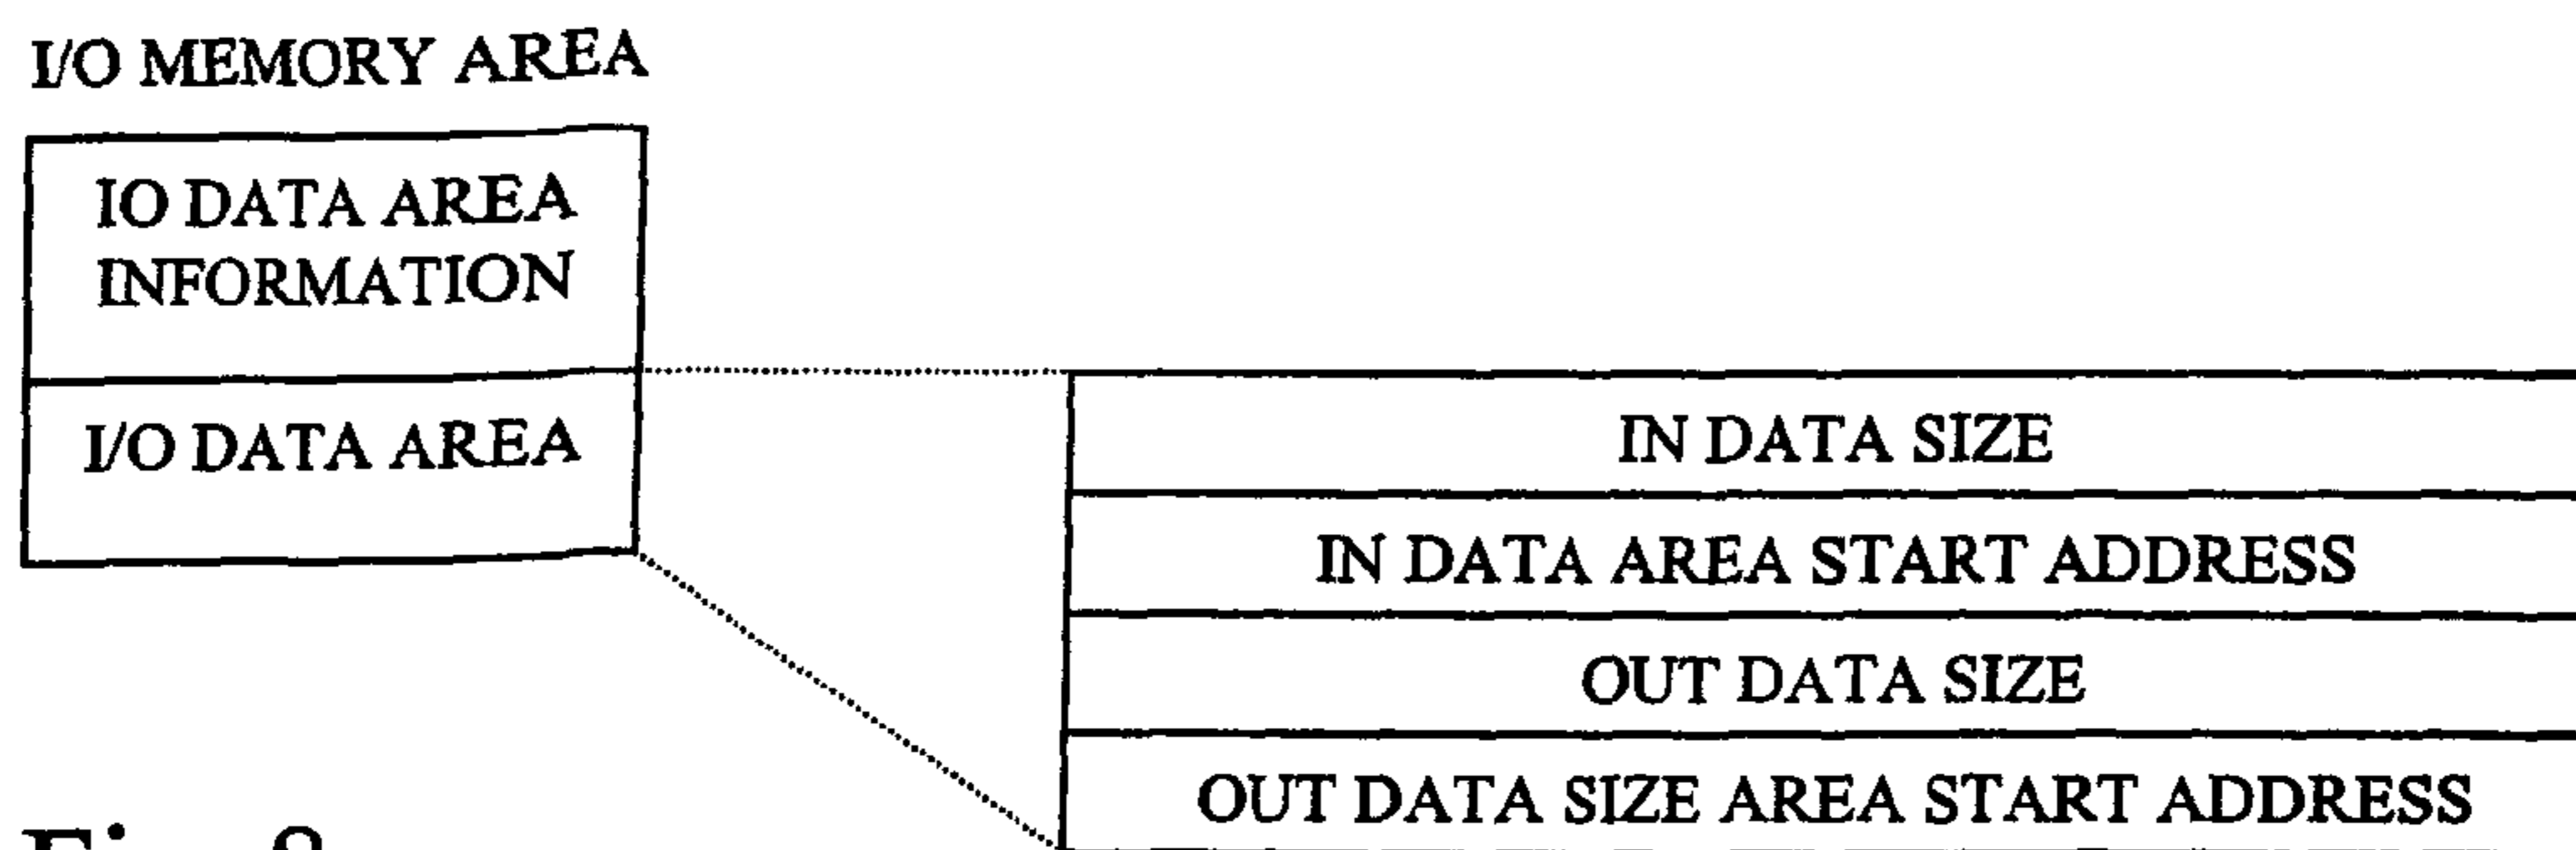 I/O MEMORY AREA
IO DATA AREA
INFORMATION
I/O DATA AREA
IN DATA SIZE
IN DATA AREA START ADDRESS
OUT DATA SIZE
OUT DATA SIZE AREA START ADDRESS